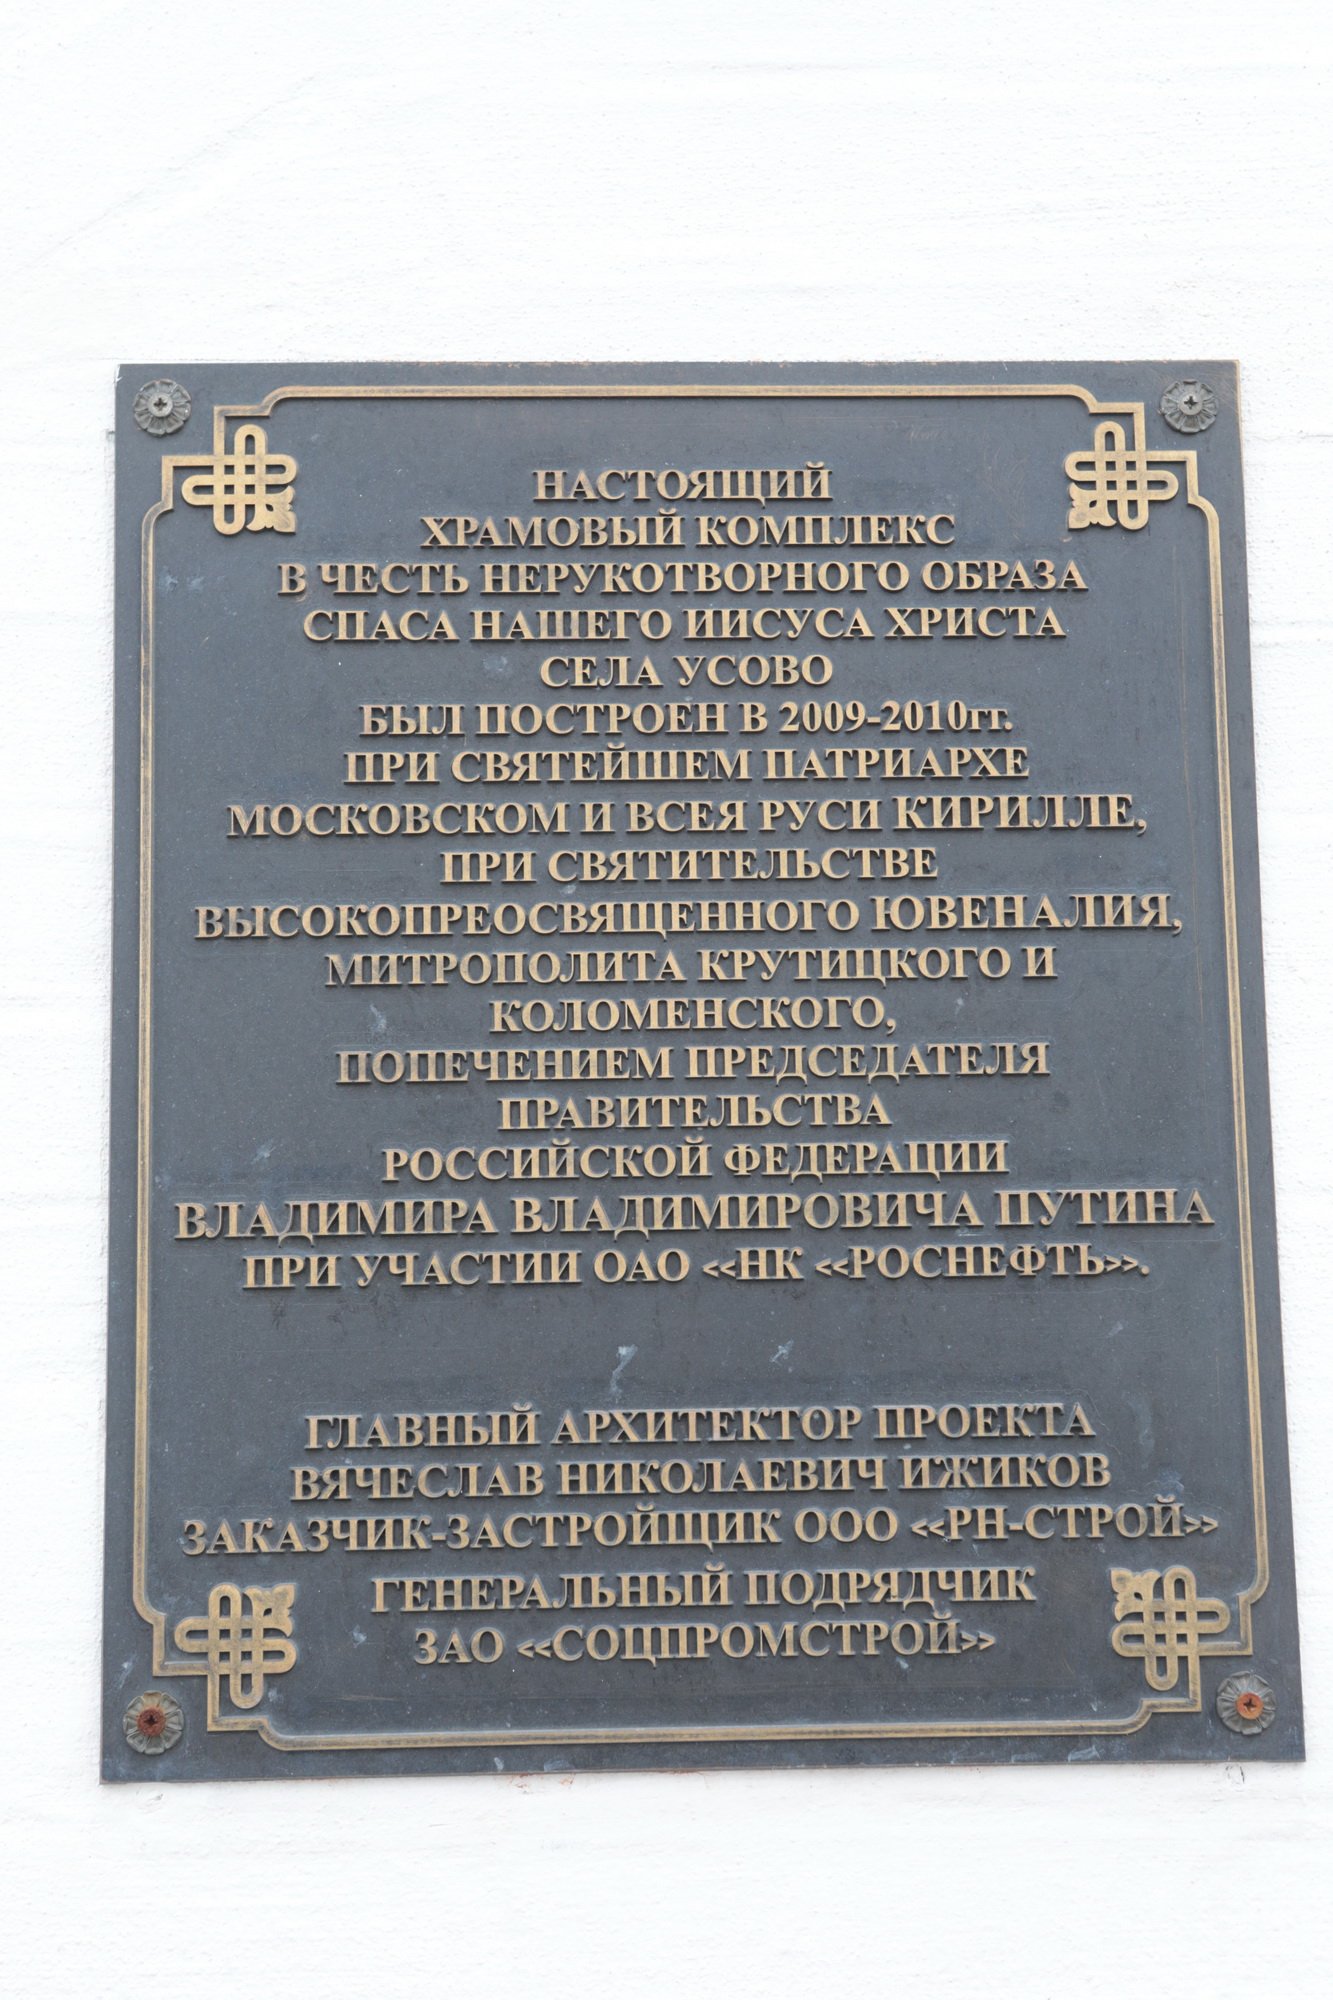 НАСТОЯЩИЙ
ХРАМОВЫЙ КОМПЛЕКС
В ЧЕСТЬ НЕРУКОТВОРНОГО ОБРАЗА
СПАСА НАШЕГО ИИСУСА ХРИСТА
СЕЛА УСОВО
БЫЛ ПОСТРОЕН В 2009-2010гг.
ПРИ СВЯТЕЙШЕМ ПАТРИАРХЕ
МОСКОВСКОМ И ВСЕЯ РУСИ КИРИЛЛЕ,
ПРИ СВЯТИТЕЛЬСТВЕ
ВЫСОКОПРЕОСВЯЩЕННОГО ЮВЕНАЛИЯ,
МИТРОПОЛИТА КРУТИЦКОГО И
КОЛОМЕНСКОГО,
ПОПЕЧЕНИЕМ ПРЕДСЕДАТЕЛЯ
ПРАВИТЕЛЬСТВА
РОССИЙСКОЙ ФЕДЕРАЦИИ
ВЛАДИМИРА ВЛАДИМИРОВИЧА ПУТИНА
ПРИ УЧАСТИИ ОАО «НК «РОСНЕФТЬ».
ГЛАВНЫЙ АРХИТЕКТОР ПРОЕКТА
ВЯЧЕСЛАВ НИКОЛАЕВИЧ ИЖИКОВ
ЗАКАЗЧИК-ЗАСТРОЙЩИК ООО «РН-СТРОЙ»
ГЕНЕРАЛЬНЫЙ ПОДРЯДЧИК
ЗАО «СОЦПРОМСТРОЙ»